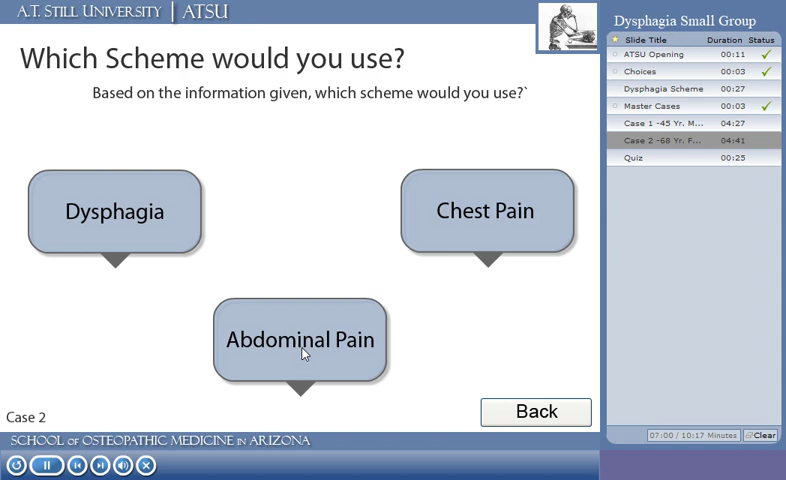 A.T. STILL UNIVERSITY | ATSU
Which Scheme would you use?
Based on the information given, which scheme would you use?`
Dysphagia
Chest Pain
Abdominal Pain
Back
Case 2
SCHOOL OF OSTEOPATHIC MEDICINE IN ARIZONA
Dysphagia Small Group
Slide Title Duration Status
ATSU Opening 00:11
Choices 00:03
Dysphagia Scheme 00:27
Master Cases 00:03
Case 1 -45 Yr. M... 04:27
Case 2 -68 Yr. F... 04:41
Quiz 00:25
07:00 / 10:17 Minutes Clear